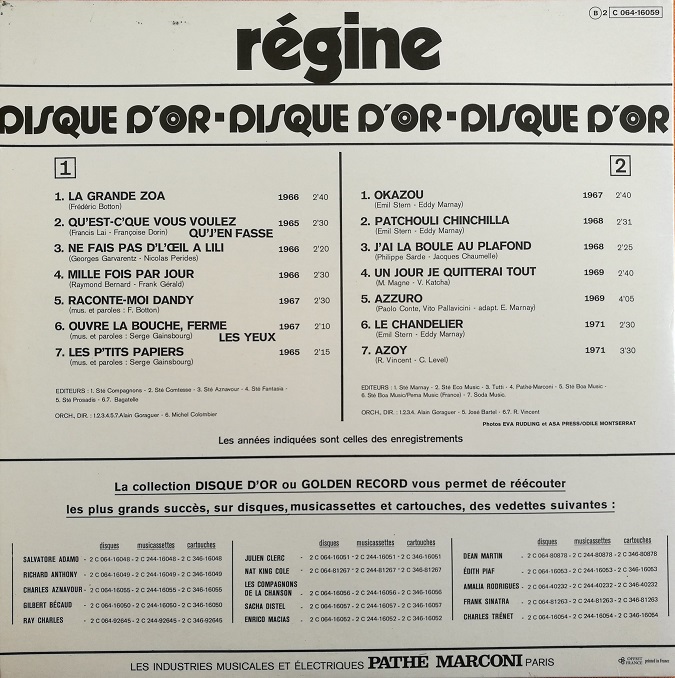 régine
B 2 C 064-16059
DISQUE D'OR-DISQUE D'OR-DISQUE D'OR
1
1. LA GRANDE ZOA 1966 2'40
(Frédéric Botton)
2. QU'EST-C'QUE VOUS VOULEZ 1965 2'30
(Francis Lai - Françoise Dorin) QU'J'EN FASSE
3. NE FAIS PAS D'L'ŒIL A LILI 1966 2'20
(Georges Garvarentz - Nicolas Perides)
4. MILLE FOIS PAR JOUR 1966 2'30
(Raymond Bernard - Frank Gérald)
5. RACONTE-MOI DANDY 1967 2'30
(mus. et paroles : F. Botton)
6. OUVRE LA BOUCHE, FERME 1967 2'10
(mus. et paroles : Serge Gainsbourg) LES YEUX
7. LES P'TITS PAPIERS 1965 2'15
(mus. et paroles : Serge Gainsbourg)
EDITEURS : 1. Sté Compagnons - 2. Sté Comtesse - 3. Sté Aznavour - 4. Sté Fantasia -
5. Sté Prosadis - 6.7. Bagatelle
ORCH. DIR. : 1.2.3.4.5.7.Alain Goraguer - 6. Michel Colombier
2
1. OKAZOU 1967 2'40
(Emil Stern - Eddy Marnay)
2. PATCHOULI CHINCHILLA 1968 2'31
(Emil Stern - Eddy Marnay)
3. J'AI LA BOULE AU PLAFOND 1968 2'25
(Philippe Sarde - Jacques Chaumelle)
4. UN JOUR JE QUITTERAI TOUT 1969 2'40
(M. Magne - V. Katcha)
5. AZZURO 1969 4'05
(Paolo Conte, Vito Pallavicini - adapt. E. Marnay)
6. LE CHANDELIER 1971 2'30
(Emil Stern - Eddy Marnay)
7. AZOY 1971 3'30
(R. Vincent - C. Level)
EDITEURS : 1. Sté Marnay - 2. Sté Eco Music - 3. Tutti - 4. Pathé-Marconi - 5. Sté Boa Music -
6. Sté Boa Music/Pema Music (France) - 7. Soda Music.
ORCH. DIR. : 1.2.3.4. Alain Goraguer - 5. José Bartel - 6.7. R. Vincent
Photos EVA RUDLING et ASA PRESS/ODILE MONTSERRAT
Les années indiquées sont celles des enregistrements
La collection DISQUE D'OR ou GOLDEN RECORD vous permet de réécouter
les plus grands succès, sur disques, musicassettes et cartouches, des vedettes suivantes :
disques musicassettes cartouches
SALVATORE ADAMO - 2 C 064-16048 - 2 C 244-16048 - 2 C 346-16048
RICHARD ANTHONY - 2 C 064-16049 - 2 C 244-16049 - 2 C 346-16049
CHARLES AZNAVOUR - 2 C 064-16055 - 2 C 244-16055 - 2 C 346-16055
GILBERT BÉCAUD - 2 C 064-16050 - 2 C 244-16050 - 2 C 346-16050
RAY CHARLES - 2 C 064-92645 - 2 C 244-92645 - 2 C 346-92645
disques musicassettes cartouches
JULIEN CLERC - 2 C 064-16051 - 2 C 244-16051 - 2 C 346-16051
NAT KING COLE - 2 C 064-81267 - 2 C 244-81267 - 2 C 346-81267
LES COMPAGNONS
DE LA CHANSON - 2 C 064-16056 - 2 C 244-16056 - 2 C 346-16056
SACHA DISTEL - 2 C 064-16057 - 2 C 244-16057 - 2 C 346-16057
ENRICO MACIAS - 2 C 064-16052 - 2 C 244-16052 - 2 C 346-16052
disques musicassettes cartouches
DEAN MARTIN - 2 C 064-80878 - 2 C 244-80878 - 2 C 346-80878
ÉDITH PIAF - 2 C 064-16053 - 2 C 244-16053 - 2 C 346-16053
AMALIA RODRIGUES - 2 C 064-40232 - 2 C 244-40232 - 2 C 346-40232
FRANK SINATRA - 2 C 064-81263 - 2 C 244-81263 - 2 C 346-81263
CHARLES TRÉNET - 2 C 064-16054 - 2 C 244-16054 - 2 C 346-16054
LES INDUSTRIES MUSICALES ET ÉLECTRIQUES PATHÉ MARCONI PARIS
OFFSET FRANCE printed in France